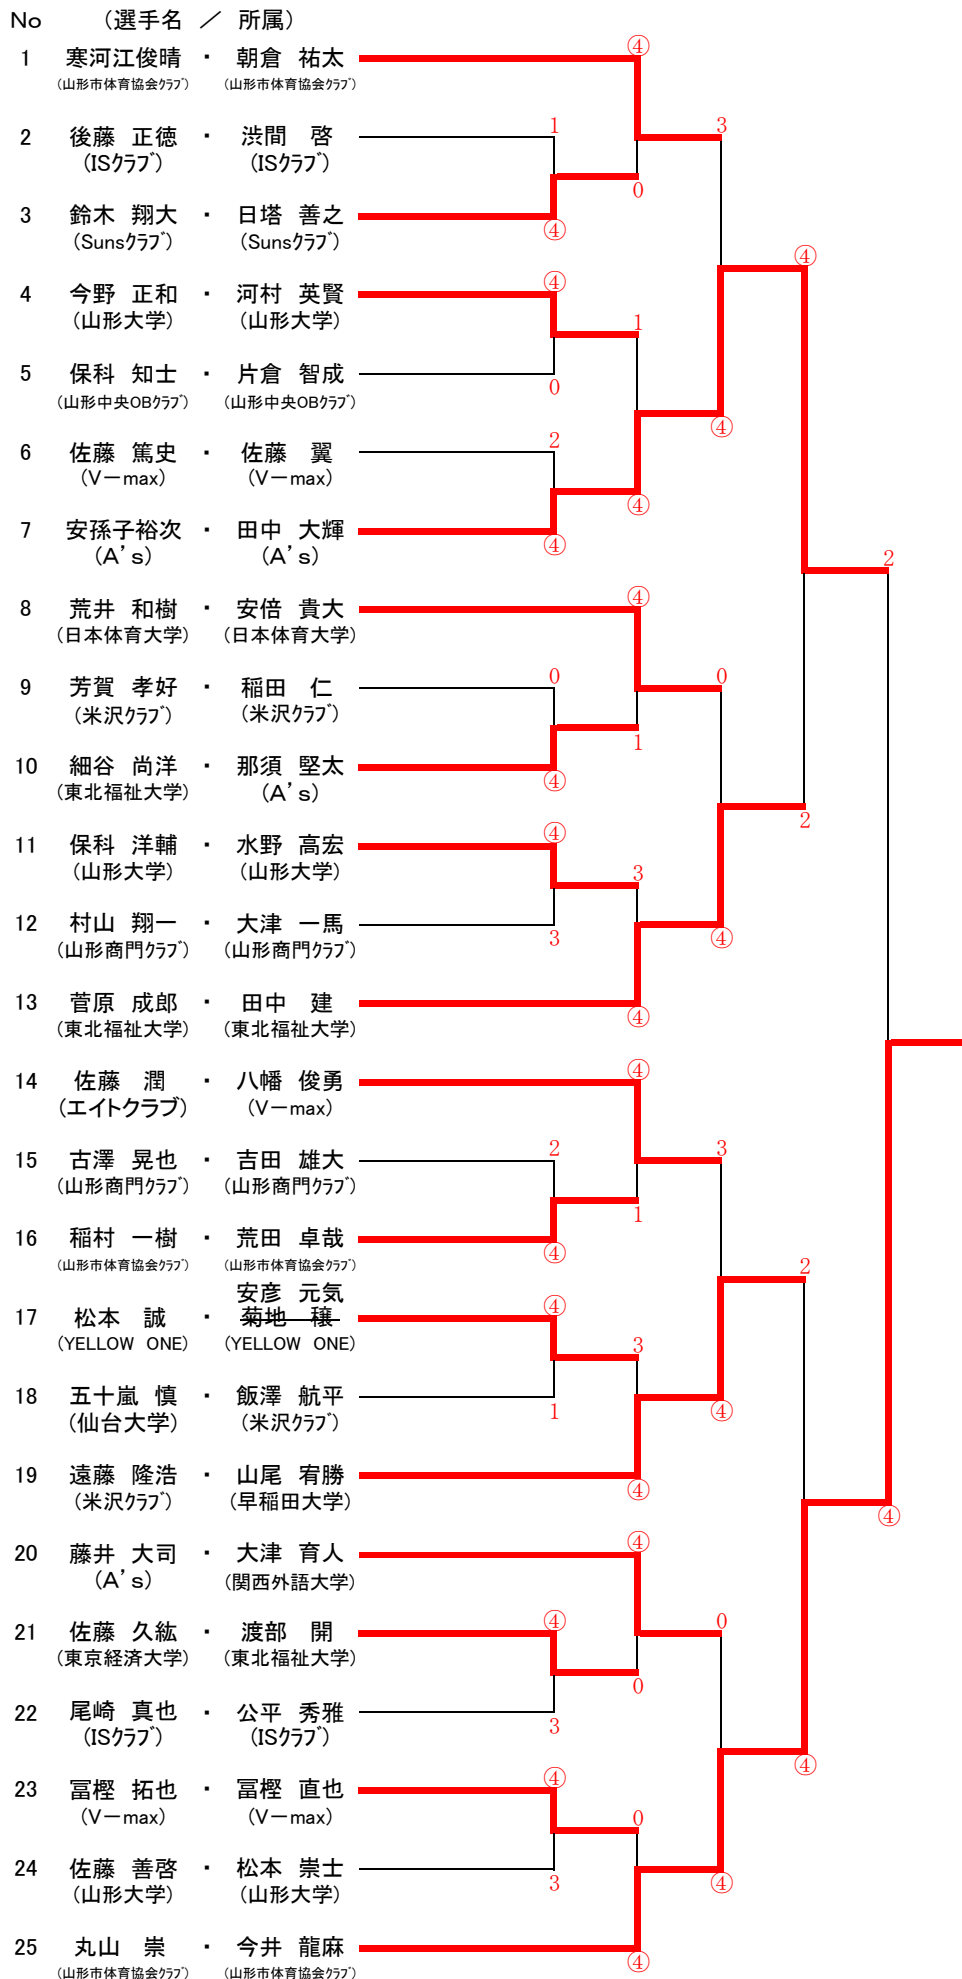 No （選手名 ／ 所属）
1 寒河江俊晴 ・ 朝倉 祐太 ④
(山形市体育協会ｸﾗﾌﾞ) (山形市体育協会ｸﾗﾌﾞ)
1 3
2 後藤 正徳 ・ 渋間 啓
(ISｸﾗﾌﾞ) (ISｸﾗﾌﾞ)
0
3 鈴木 翔大 ・ 日塔 善之
④
(Sunsｸﾗﾌﾞ) (Sunsｸﾗﾌﾞ)
④
4 今野 正和 ・ 河村 英賢 ④
(山形大学) (山形大学) 1
5 保科 知士 ・ 片倉 智成
0
(山形中央OBｸﾗﾌﾞ) (山形中央OBｸﾗﾌﾞ)
④
2
6 佐藤 篤史 ・ 佐藤 翼
(V－max) (V－max)
④
7 安孫子裕次 ・ 田中 大輝
④
(A’s) (A’s)
2
④
8 荒井 和樹 ・ 安倍 貴大
(日本体育大学) (日本体育大学)
0 0
9 芳賀 孝好 ・ 稲田 仁
(米沢ｸﾗﾌﾞ) (米沢ｸﾗﾌﾞ)
1
10 細谷 尚洋 ・ 那須 堅太
④
(東北福祉大学) (A’s)
2
④
11 保科 洋輔 ・ 水野 高宏
(山形大学) (山形大学) 3
12 村山 翔一 ・ 大津 一馬
3 ④
(山形商門ｸﾗﾌﾞ) (山形商門ｸﾗﾌﾞ)
13 菅原 成郎 ・ 田中 建
④
(東北福祉大学) (東北福祉大学)
④
14 佐藤 潤 ・ 八幡 俊勇
(エイトクラブ) (V－max)
2 3
15 古澤 晃也 ・ 吉田 雄大
(山形商門ｸﾗﾌﾞ) (山形商門ｸﾗﾌﾞ)
1
16 稲村 一樹 ・ 荒田 卓哉
④
(山形市体育協会ｸﾗﾌﾞ) (山形市体育協会ｸﾗﾌﾞ) 2
安彦 元気
④
17 松本 誠 ・ 菊地 穣
(YELLOW ONE) (YELLOW ONE) 3
18 五十嵐 慎 ・ 飯澤 航平
1 ④
(仙台大学) (米沢ｸﾗﾌﾞ)
19 遠藤 隆浩 ・ 山尾 宥勝
④
(米沢ｸﾗﾌﾞ) (早稲田大学)
④
④
20 藤井 大司 ・ 大津 育人
(A’s) (関西外語大学)
④ 0
21 佐藤 久紘 ・ 渡部 開
(東京経済大学) (東北福祉大学)
0
22 尾崎 真也 ・ 公平 秀雅
3
(ISｸﾗﾌﾞ) (ISｸﾗﾌﾞ)
④
④
23 冨樫 拓也 ・ 冨樫 直也
(V－max) (V－max) 0
24 佐藤 善啓 ・ 松本 崇士
3 ④
(山形大学) (山形大学)
25 丸山 崇 ・ 今井 龍麻
④
(山形市体育協会ｸﾗﾌﾞ) (山形市体育協会ｸﾗﾌﾞ)